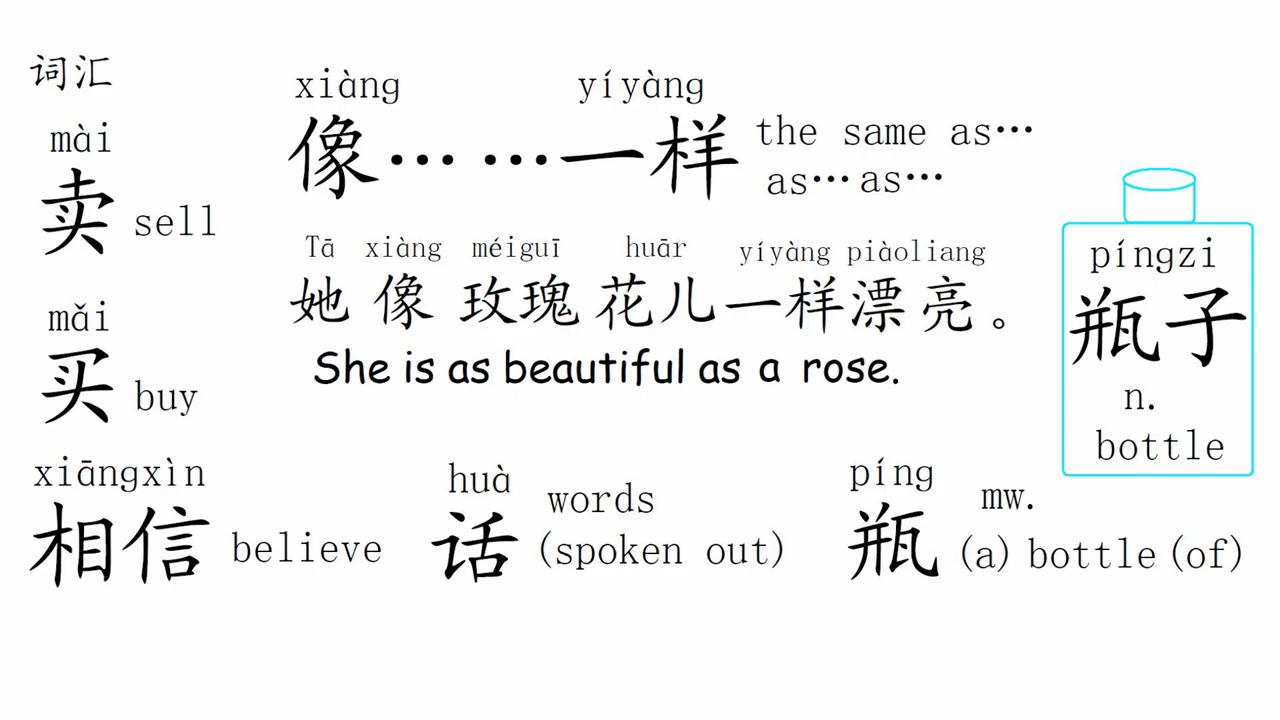 词汇
mài
卖 sell
mǎi
买 buy
xiàng yíyàng
像……一样 the same as…
as…as…
Tā xiàng méiguī huār yíyàng piàoliang
她像玫瑰花儿一样漂亮。
She is as beautiful as a rose.
píngzi
瓶子
n.
bottle
xiāngxìn
相信 believe
huà
话 words
(spoken out)
píng
瓶 mw.
(a) bottle (of)